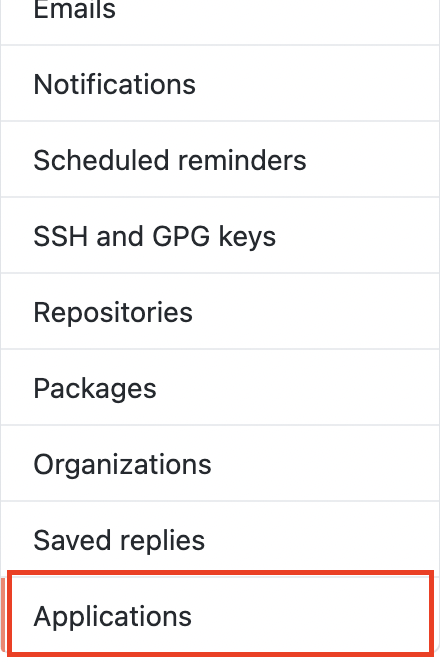 Emails
Notifications
Scheduled reminders
SSH and GPG keys
Repositories
Packages
Organizations
Saved replies
Applications